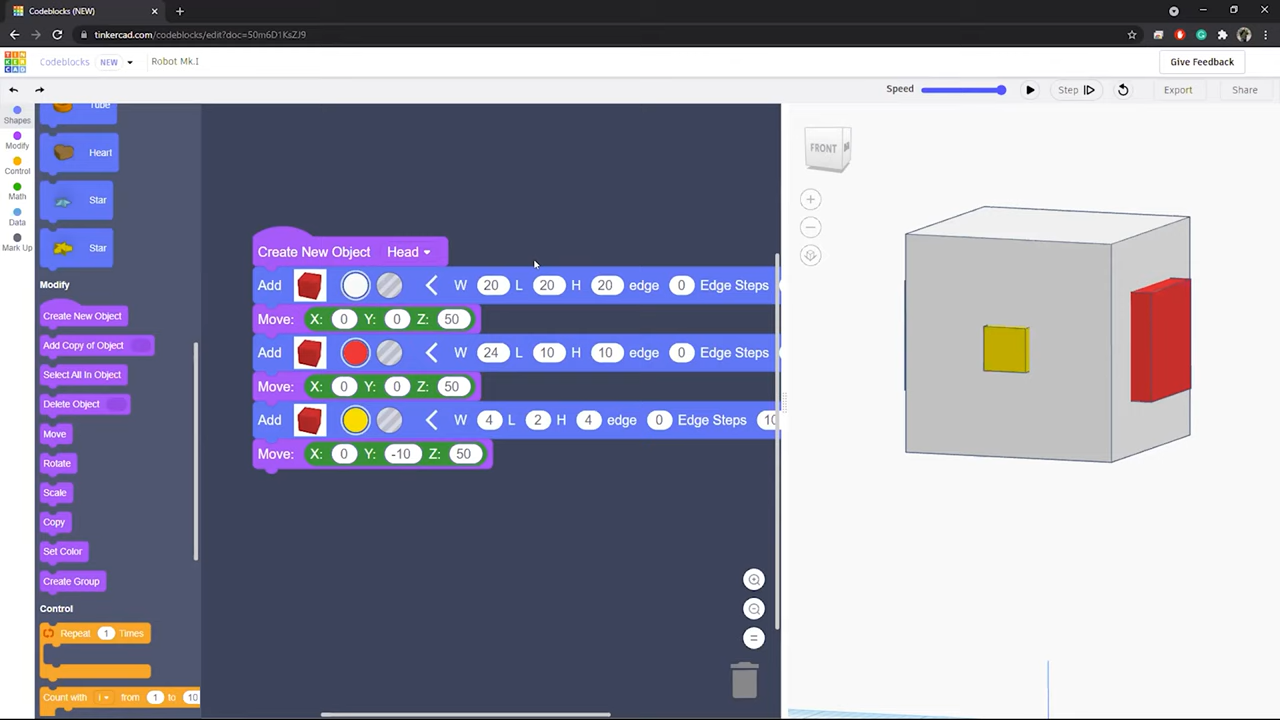 Codeblocks (NEW)
tinkercad.com/codeblocks/edit?doc=50m6D1KsZJ9
TIN
KER
CAD
Codeblocks NEW Robot Mk.I Give Feedback
Speed Step Export Share
Shapes
Modify
Control
Math
Data
Mark Up
Tube
Heart
Star
Star
Modify
Create New Object
Add Copy of Object
Select All In Object
Delete Object
Move
Rotate
Scale
Copy
Set Color
Create Group
Control
Repeat 1 Times
Count with i from 1 to 10
Create New Object Head
Add W 20 L 20 H 20 edge 0 Edge Steps
Move: X: 0 Y: 0 Z: 50
Add W 24 L 10 H 10 edge 0 Edge Steps
Move: X: 0 Y: 0 Z: 50
Add W 4 L 2 H 4 edge 0 Edge Steps 10
Move: X: 0 Y: -10 Z: 50
FRONT